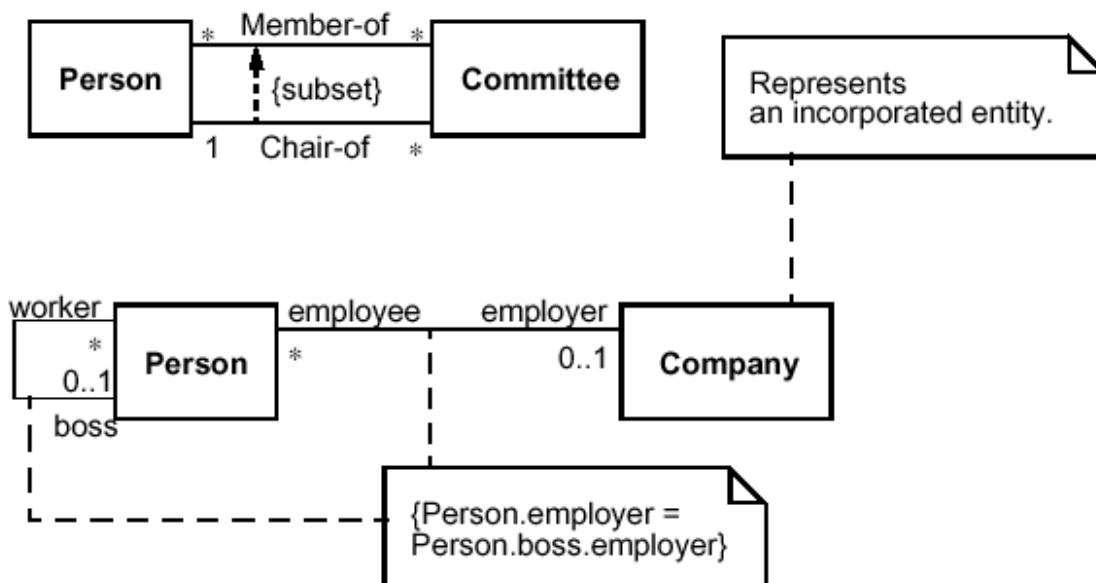 * Member-of *
Person
{subset}
Committee
1 Chair-of *
Represents
an incorporated entity.
worker
*
0..1
boss
Person
employee
*
employer
0..1
Company
{Person.employer =
Person.boss.employer}